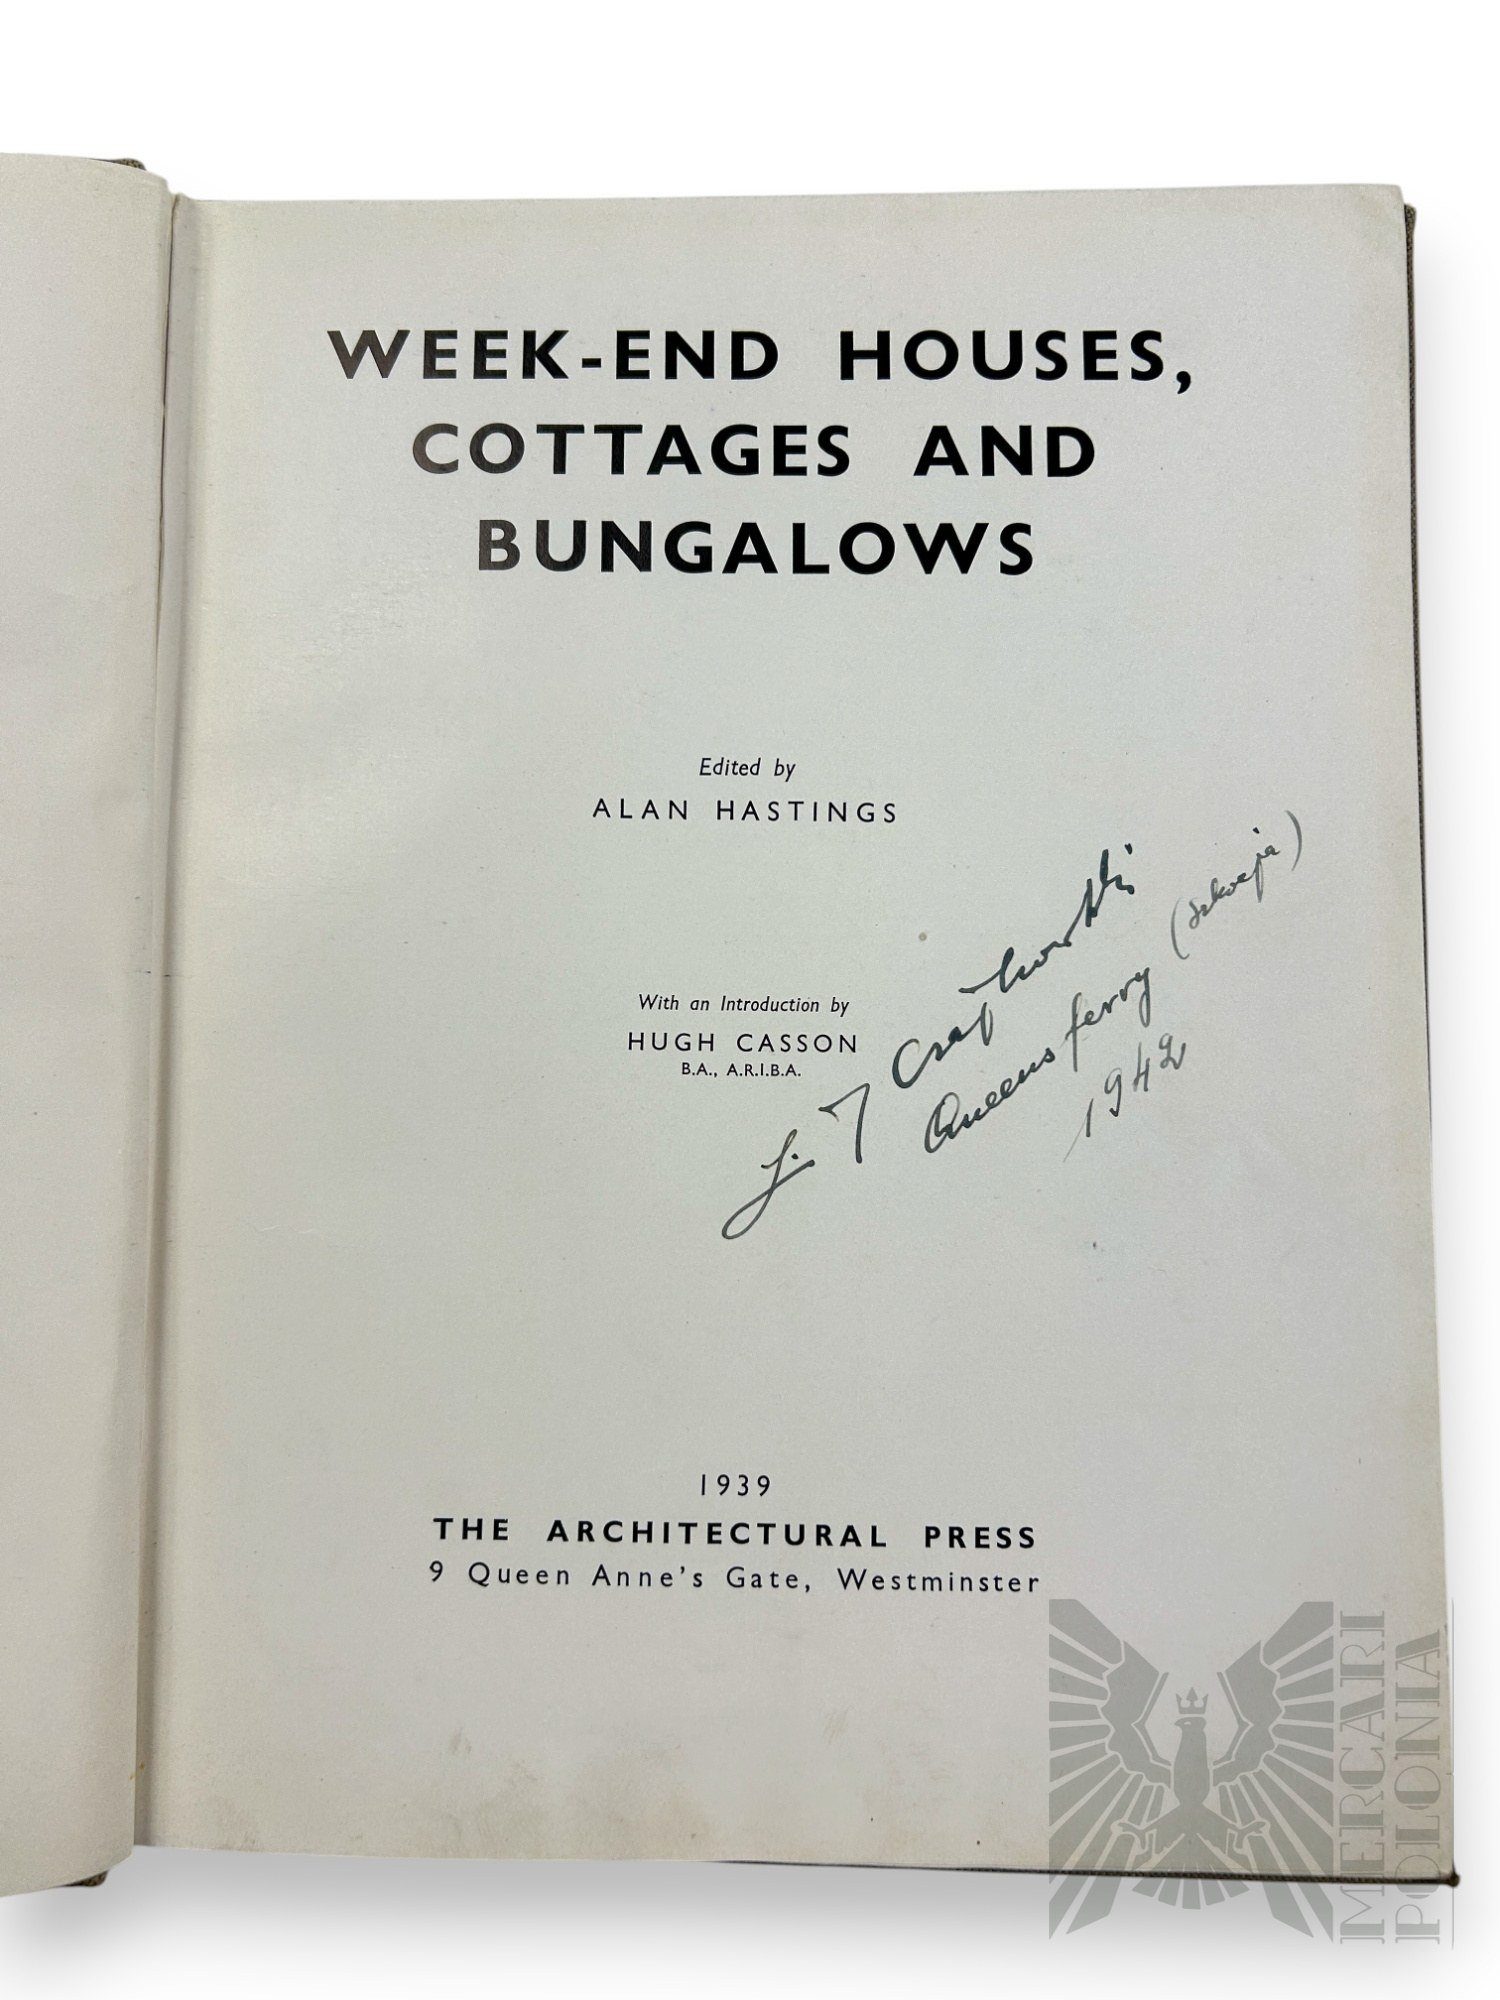 WEEK-END HOUSES,
COTTAGES AND
BUNGALOWS
Edited by
ALAN HASTINGS
With an Introduction by
HUGH CASSON
B.A., A.R.I.B.A.
Queensferry (Szkocja)
1942
1939
THE ARCHITECTURAL PRESS
9 Queen Anne's Gate, Westminster
MERCARI
POLONIA